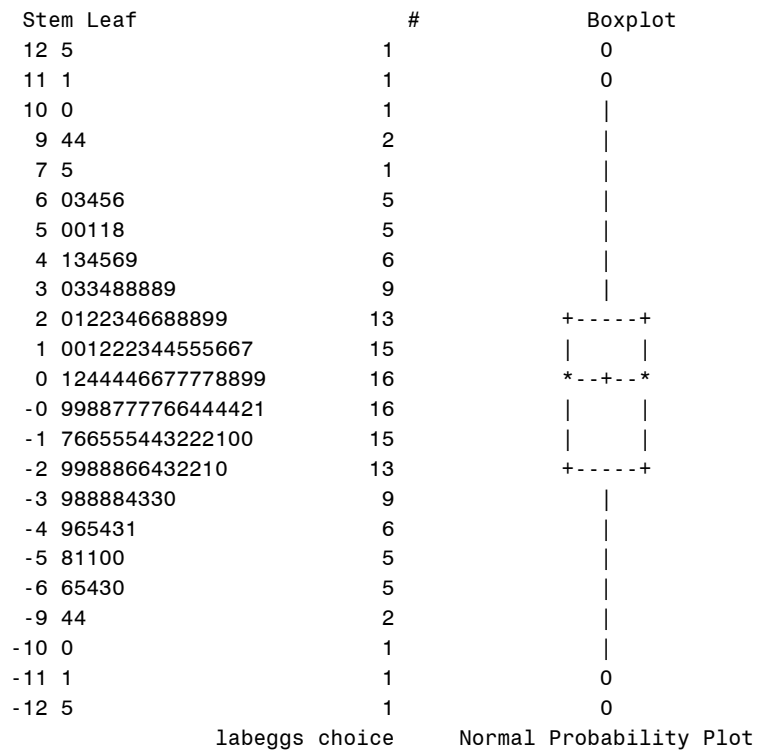 Stem Leaf # Boxplot
12 5 1 0
11 1 1 0
10 0 1 |
9 44 2 |
7 5 1 |
6 03456 5 |
5 00118 5 |
4 134569 6 |
3 033488889 9 |
2 0122346688899 13 +-----+
1 001222344555667 15 | |
0 1244446677778899 16 *--+--*
-0 9988777766444421 16 | |
-1 766555443222100 15 | |
-2 9988866432210 13 +-----+
-3 988884330 9 |
-4 965431 6 |
-5 81100 5 |
-6 65430 5 |
-9 44 2 |
-10 0 1 |
-11 1 1 0
-12 5 1 0
labeggs choice Normal Probability Plot